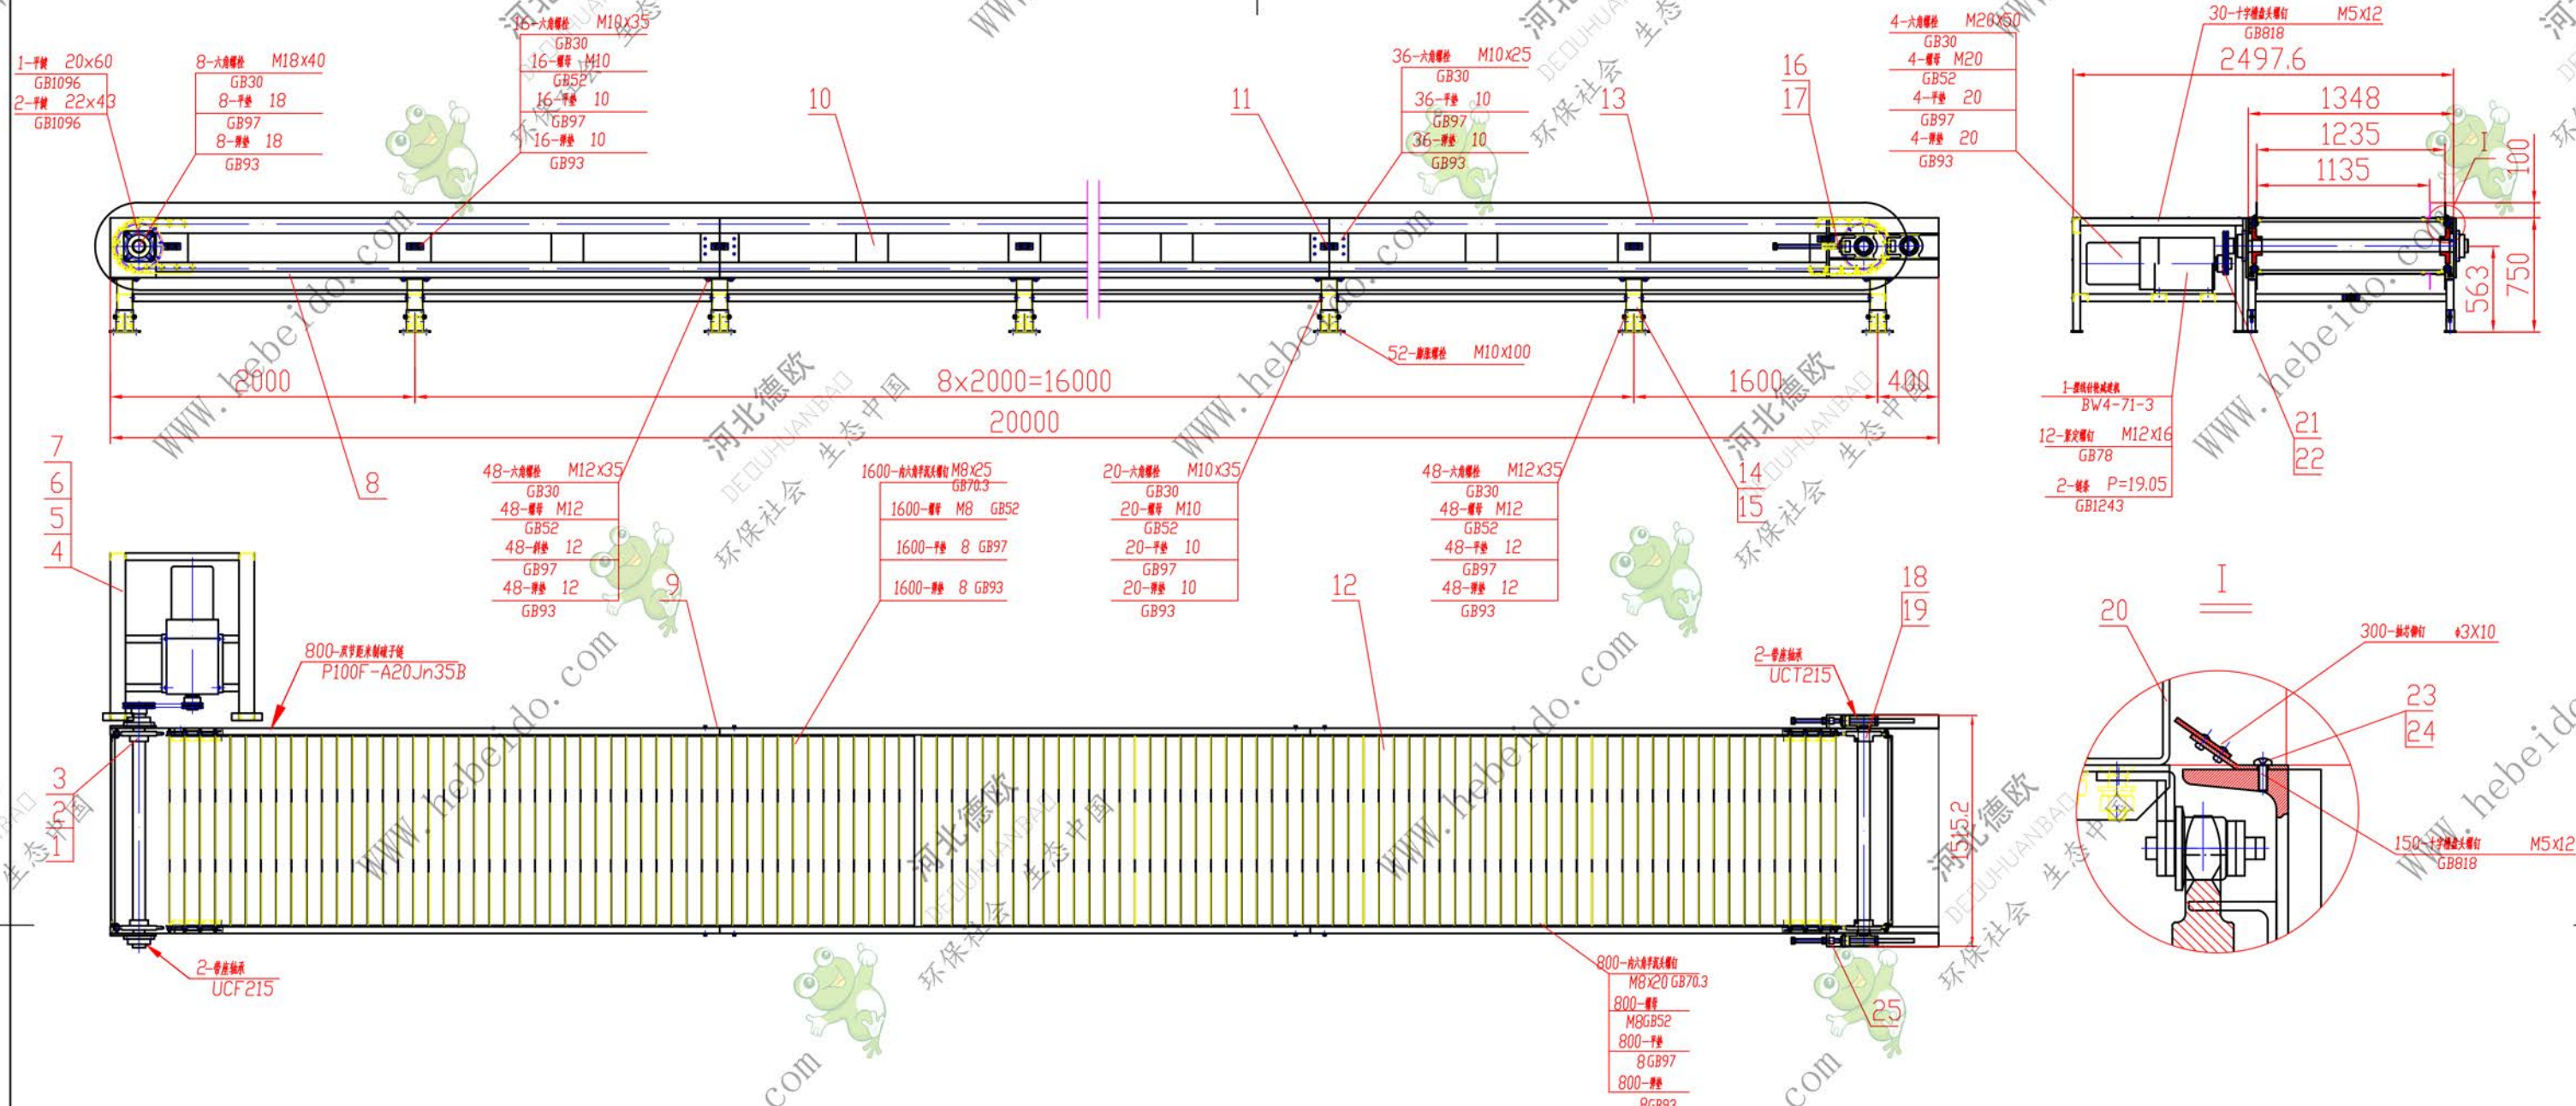 1-平键 20x60
GB1096
2-平键 22x43
GB1096
8-六角螺栓 M18x40
GB30
8-平垫 18
GB97
8-弹垫 18
GB93
16-六角螺栓 M10x35
GB30
16-螺母 M10
GB52
16-平垫 10
GB97
16-弹垫 10
GB93
10
11
36-六角螺栓 M10x25
GB30
36-平垫 10
GB97
36-弹垫 10
GB93
13
16
17
4-六角螺栓 M20x50
GB30
4-螺母 M20
GB52
4-平垫 20
GB97
4-弹垫 20
GB93
30-十字槽盘头螺钉 M5x12
GB818
2497.6
1348
1235
1135
I
100
563
750
52-膨胀螺栓 M10x100
2000
8x2000=16000
1600
400
20000
1-摆线针轮减速机
BW4-71-3
12-紧定螺钉 M12x16
GB78
2-链条 P=19.05
GB1243
21
22
7
6
5
4
8
48-六角螺栓 M12x35
GB30
48-螺母 M12
GB52
48-斜垫 12
GB97
48-弹垫 12
GB93
9
1600-内六角平沉头螺钉 M8x25
GB70.3
1600-螺母 M8 GB52
1600-平垫 8 GB97
1600-弹垫 8 GB93
20-六角螺栓 M10x35
GB30
20-螺母 M10
GB52
20-平垫 10
GB97
20-弹垫 10
GB93
12
48-六角螺栓 M12x35
GB30
48-螺母 M12
GB52
48-平垫 12
GB97
48-弹垫 12
GB93
14
15
18
19
800-双节距米制磙子链
P100F-A20Jn35B
2-带座轴承
UCT215
3
2
1
2-带座轴承
UCF215
1515.2
800-内六角平沉头螺钉
M8x20 GB70.3
800-螺母
M8GB52
800-平垫
8GB97
800-弹垫
8GB93
25
I
20
300-抽芯铆钉 φ3X10
23
24
150-十字槽盘头螺钉 M5x12
GB818
河北德欧
DEOUHUANBAO
环保社会 生态中国
WWW.hebeido.com